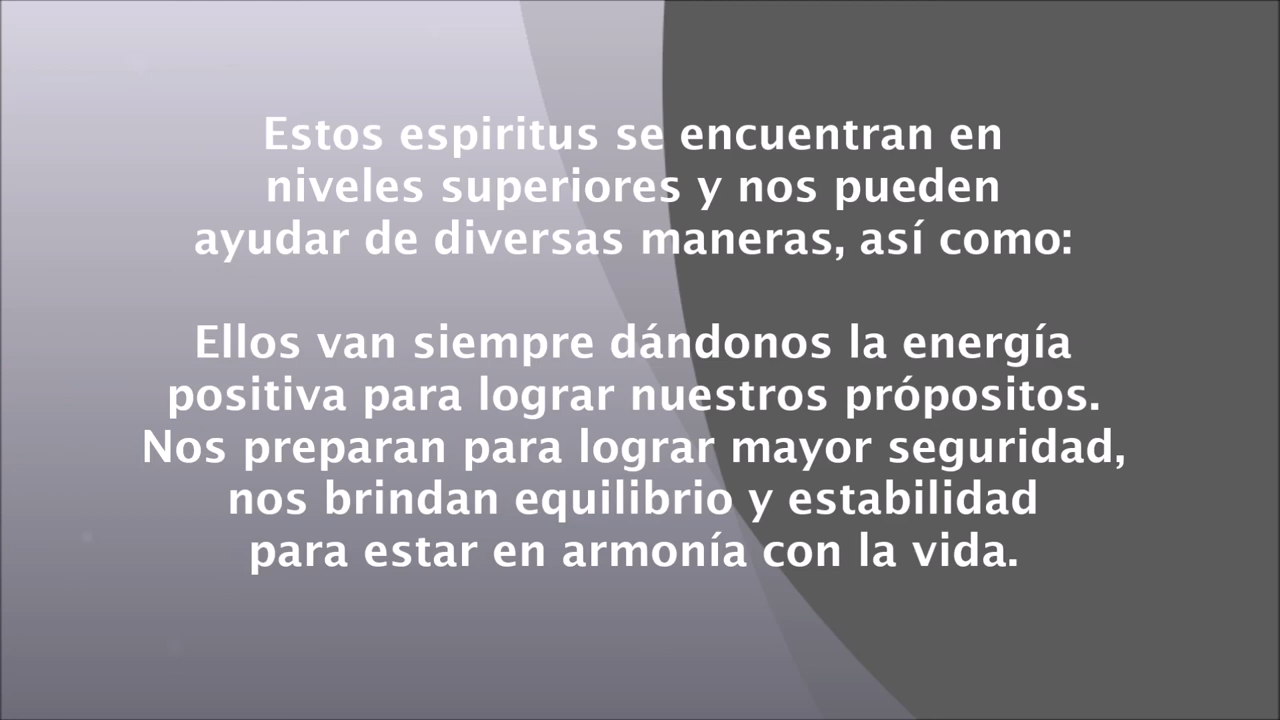 Estos espiritus se encuentran en
niveles superiores y nos pueden
ayudar de diversas maneras, así como:
Ellos van siempre dándonos la energía
positiva para lograr nuestros própositos.
Nos preparan para lograr mayor seguridad,
nos brindan equilibrio y estabilidad
para estar en armonía con la vida.